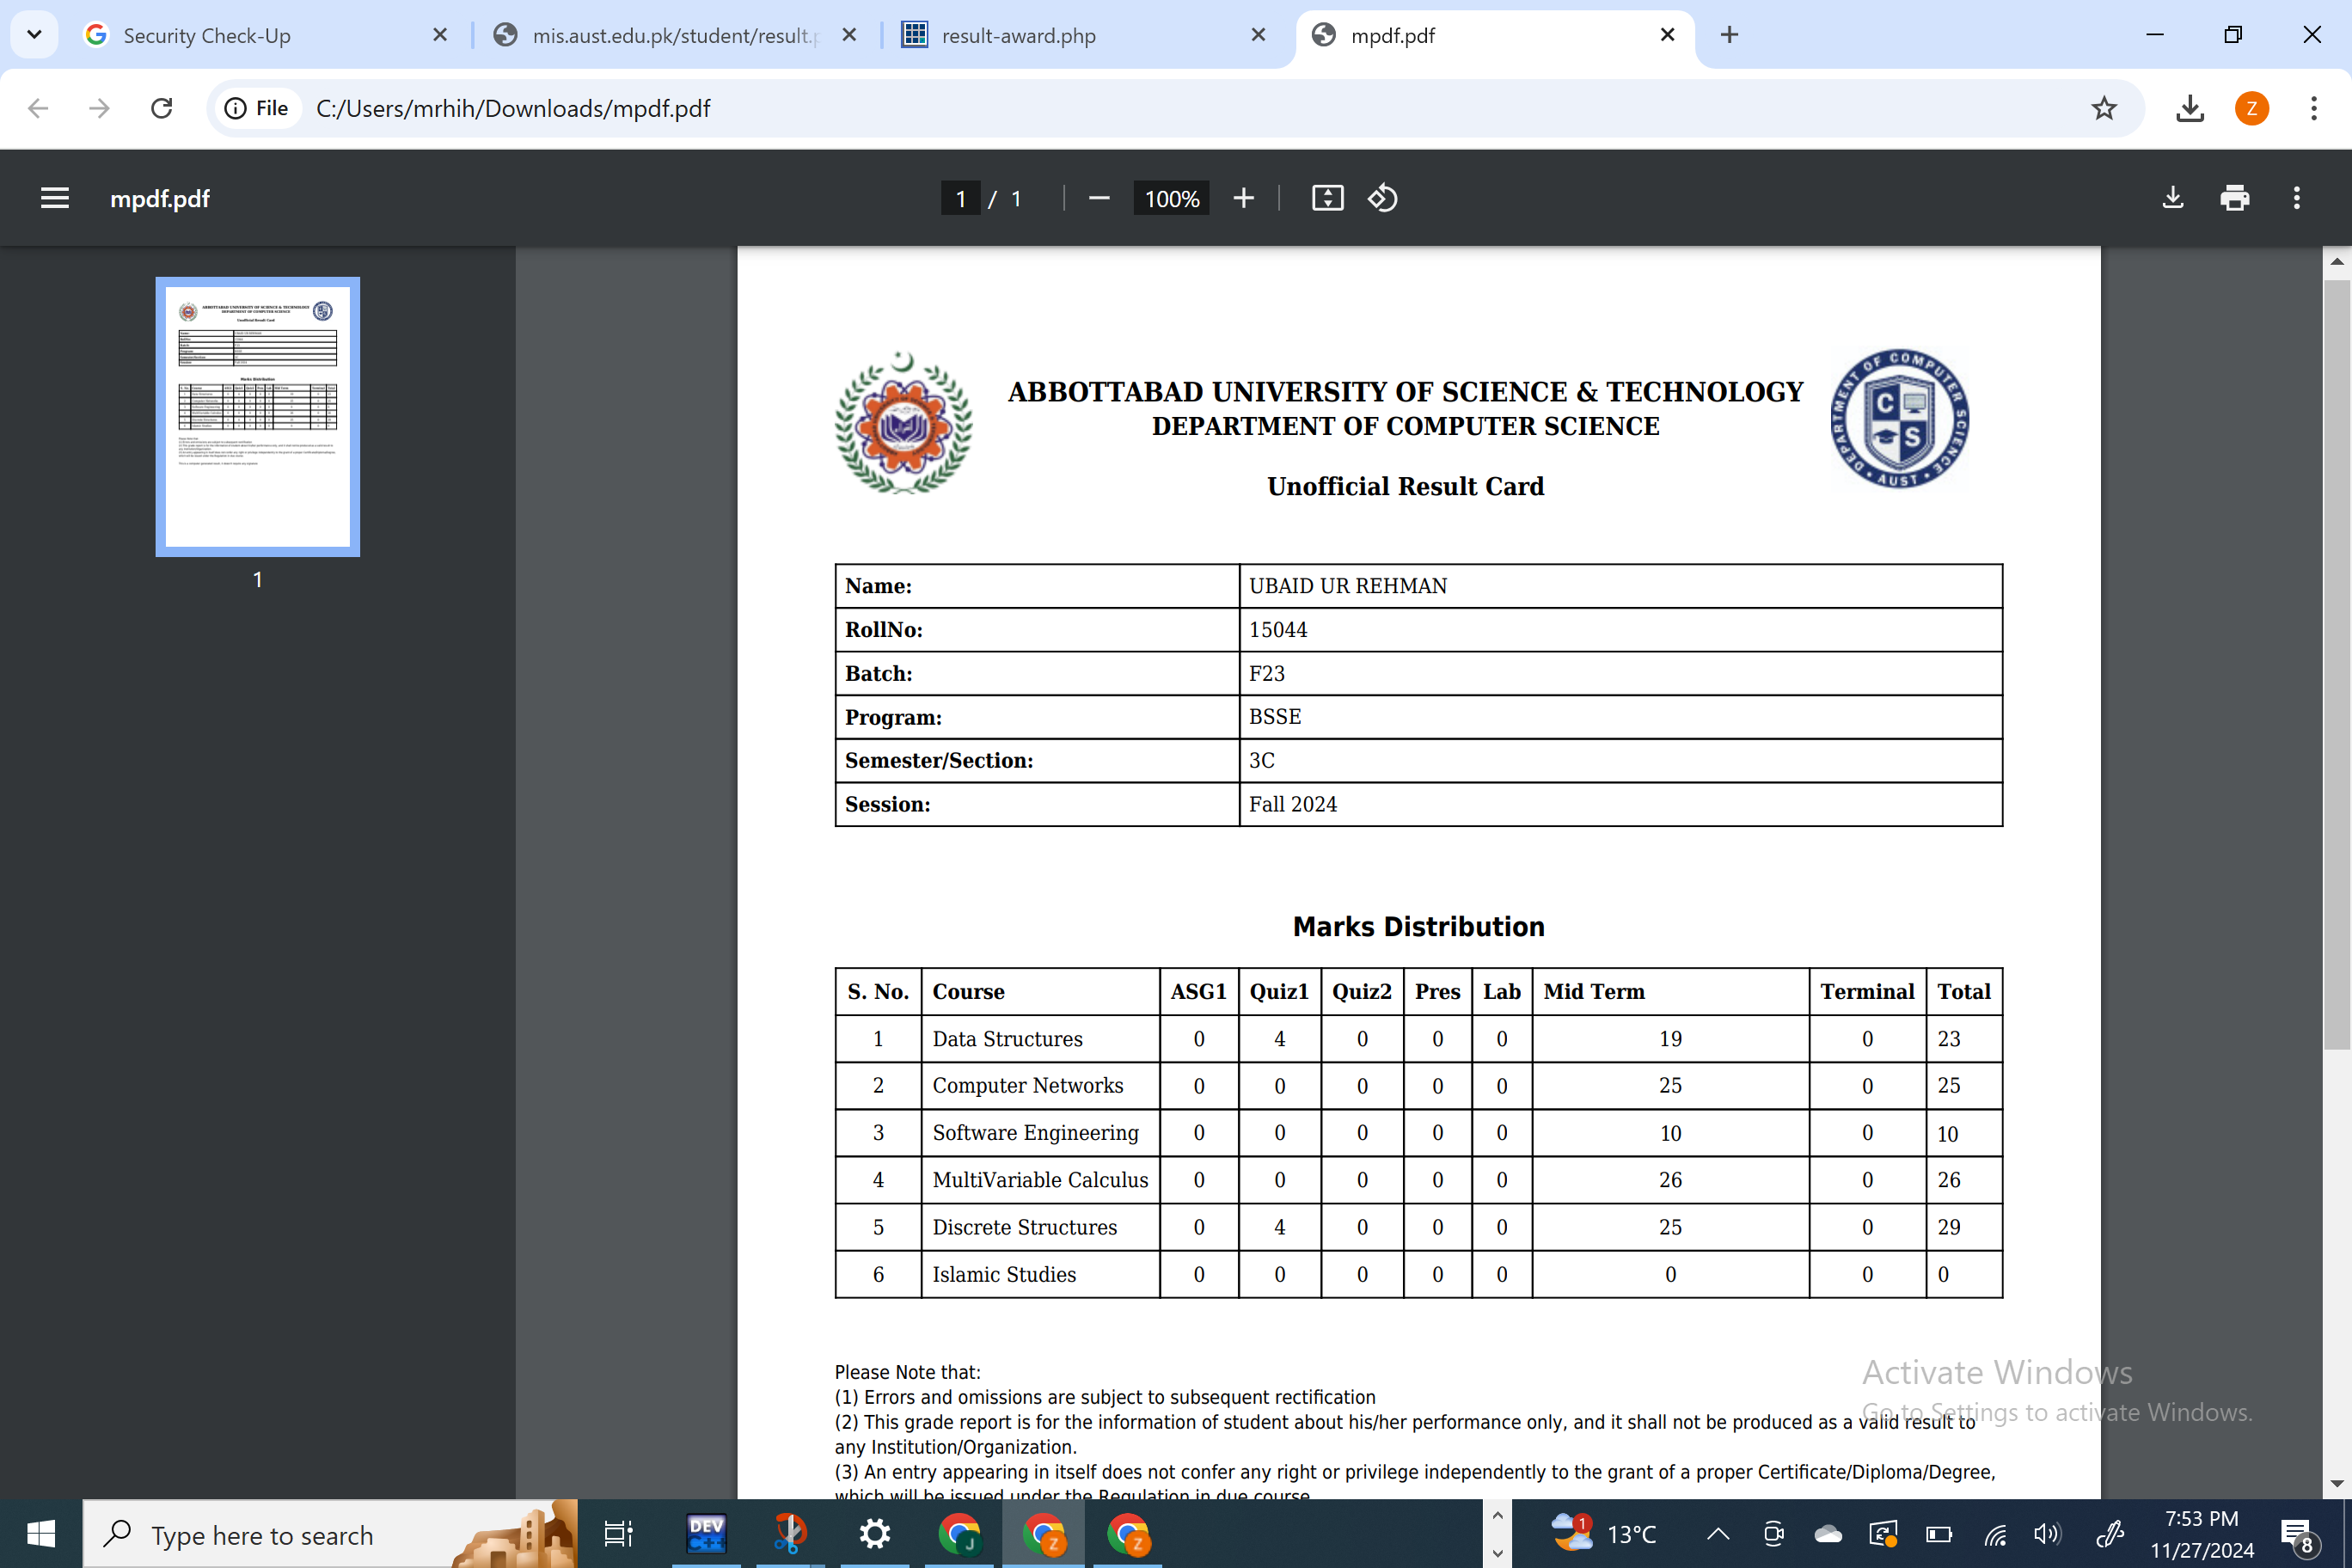 Security Check-Up
mis.aust.edu.pk/student/result.p
result-award.php
mpdf.pdf
File C:/Users/mrhih/Downloads/mpdf.pdf
Z
mpdf.pdf
1 / 1
100%
1
ABBOTTABAD UNIVERSITY OF SCIENCE & TECHNOLOGY
DEPARTMENT OF COMPUTER SCIENCE
Unofficial Result Card
DEPARTMENT OF COMPUTER SCIENCE
C S
AUST
Name: UBAID UR REHMAN
RollNo: 15044
Batch: F23
Program: BSSE
Semester/Section: 3C
Session: Fall 2024
Marks Distribution
S. No. Course ASG1 Quiz1 Quiz2 Pres Lab Mid Term Terminal Total
1 Data Structures 0 4 0 0 0 19 0 23
2 Computer Networks 0 0 0 0 0 25 0 25
3 Software Engineering 0 0 0 0 0 10 0 10
4 MultiVariable Calculus 0 0 0 0 0 26 0 26
5 Discrete Structures 0 4 0 0 0 25 0 29
6 Islamic Studies 0 0 0 0 0 0 0 0
Please Note that:
(1) Errors and omissions are subject to subsequent rectification
(2) This grade report is for the information of student about his/her performance only, and it shall not be produced as a valid result to
any Institution/Organization.
(3) An entry appearing in itself does not confer any right or privilege independently to the grant of a proper Certificate/Diploma/Degree,
which will be issued under the Regulation in due course
Activate Windows
Go to Settings to activate Windows.
Type here to search
DEV
C++
J
Z
Z
1
13°C
7:53 PM
11/27/2024
8